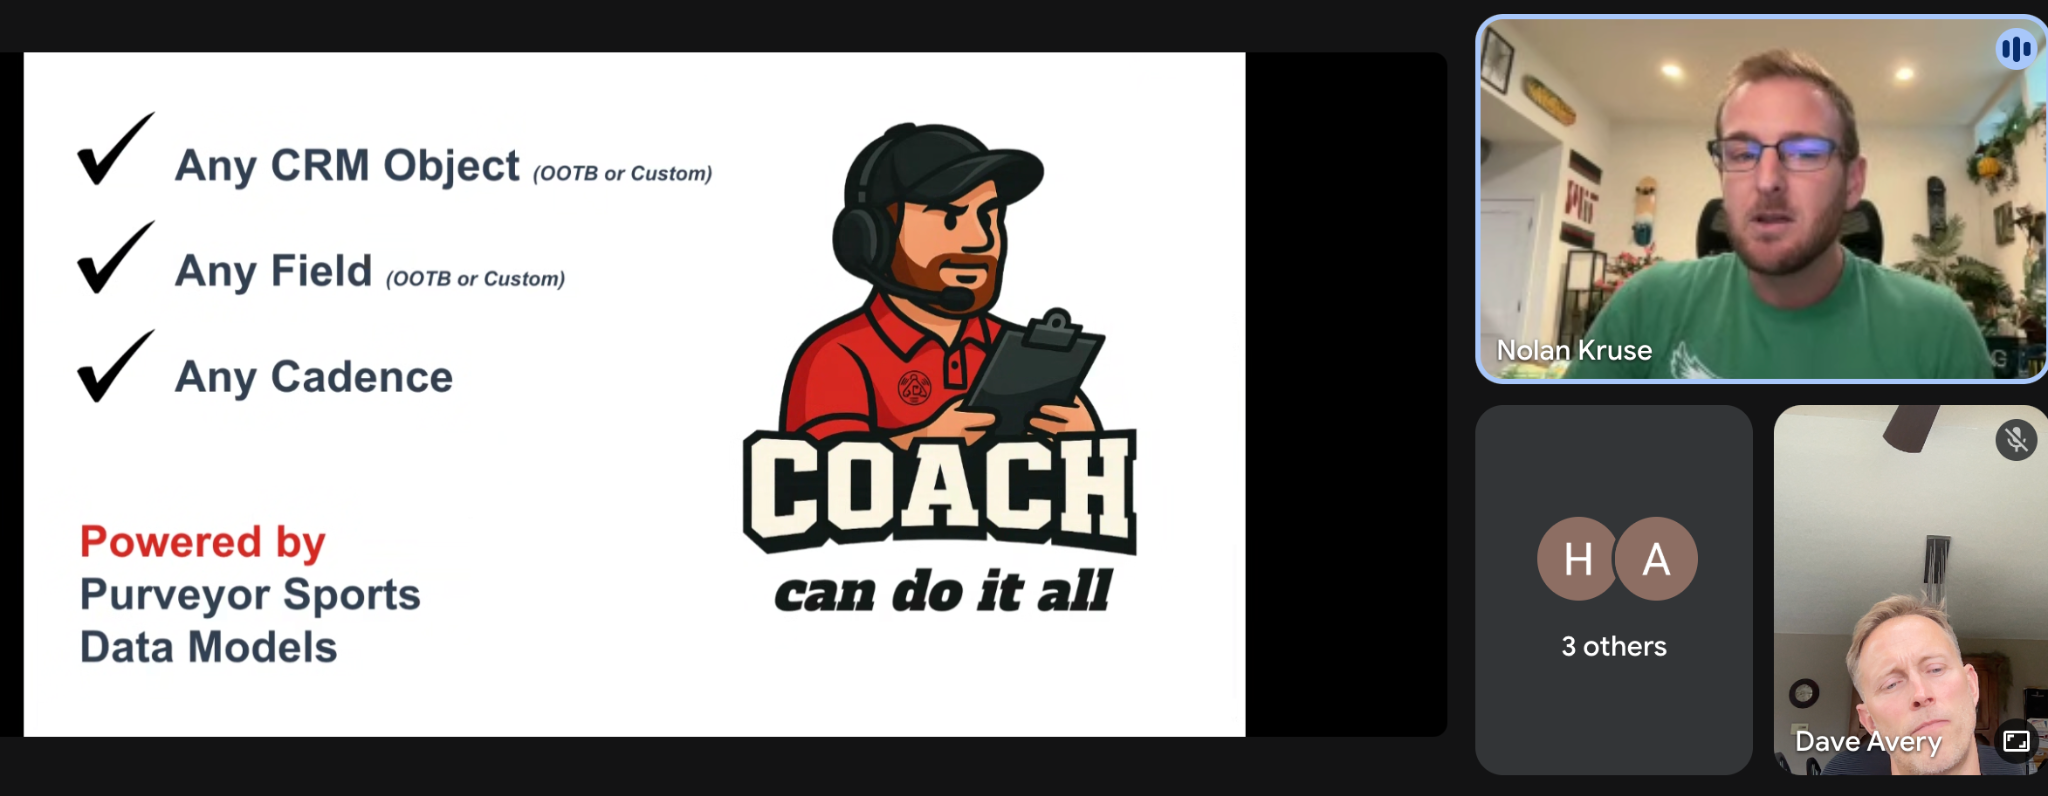 Any CRM Object (OOTB or Custom)
Any Field (OOTB or Custom)
Any Cadence
Powered by
Purveyor Sports
Data Models
COACH
can do it all
Nolan Kruse
H A
3 others
Dave Avery